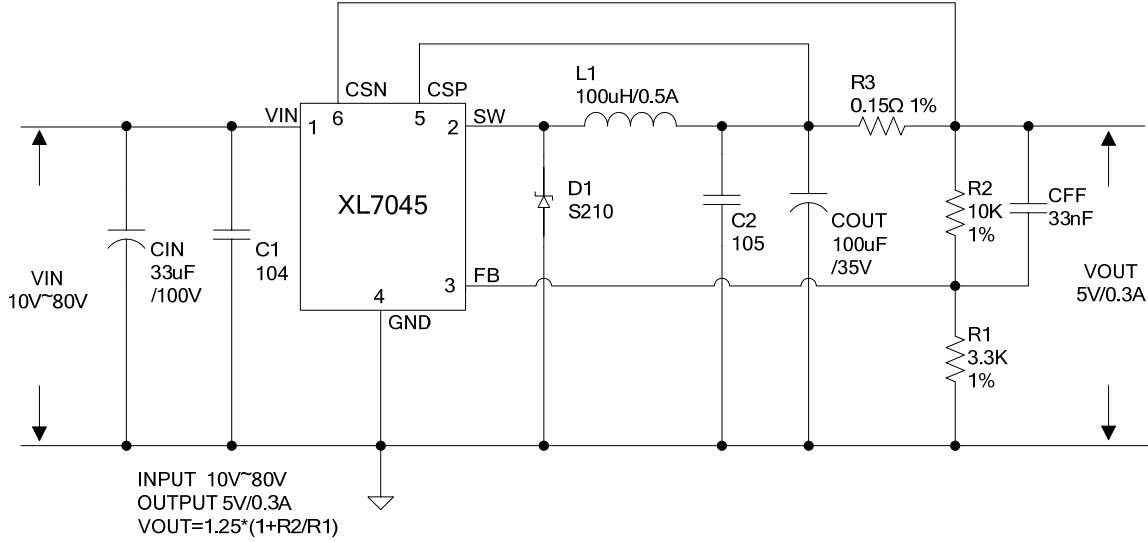 CSN
CSP
VIN
1
6
5
2
SW
XL7045
3
FB
4
GND
L1
100uH/0.5A
R3
0.15Ω 1%
D1
S210
C2
105
COUT
100uF
/35V
R2
10K
1%
CFF
33nF
R1
3.3K
1%
VIN
10V~80V
CIN
33uF
/100V
C1
104
VOUT
5V/0.3A
INPUT 10V~80V
OUTPUT 5V/0.3A
VOUT=1.25*(1+R2/R1)